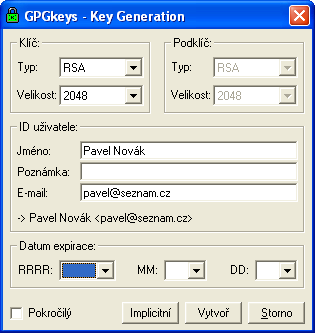 GPGkeys - Key Generation
Klíč: Podklíč:
Typ: RSA Typ: RSA
Velikost: 2048 Velikost: 2048
ID uživatele:
Jméno: Pavel Novák
Poznámka:
E-mail: pavel@seznam.cz
-> Pavel Novák <pavel@seznam.cz>
Datum expirace:
RRRR: MM: DD:
Pokročilý Implicitní Vytvoř Storno